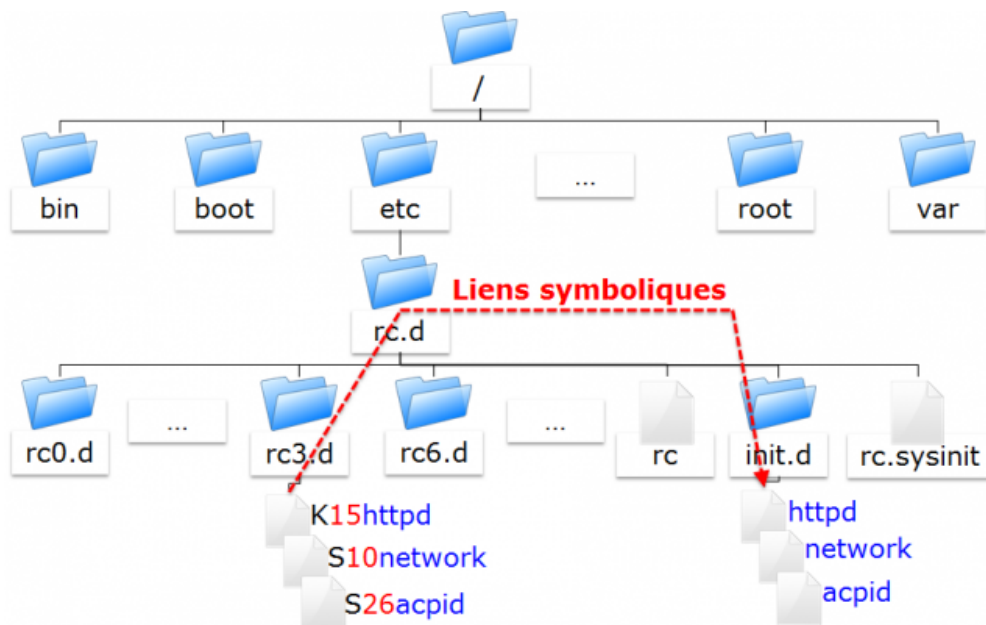 /
bin
boot
etc
...
root
var
Liens symboliques
rc.d
rc0.d
...
rc3.d
rc6.d
...
rc
init.d
rc.sysinit
K15httpd
httpd
S10network
network
S26acpid
acpid